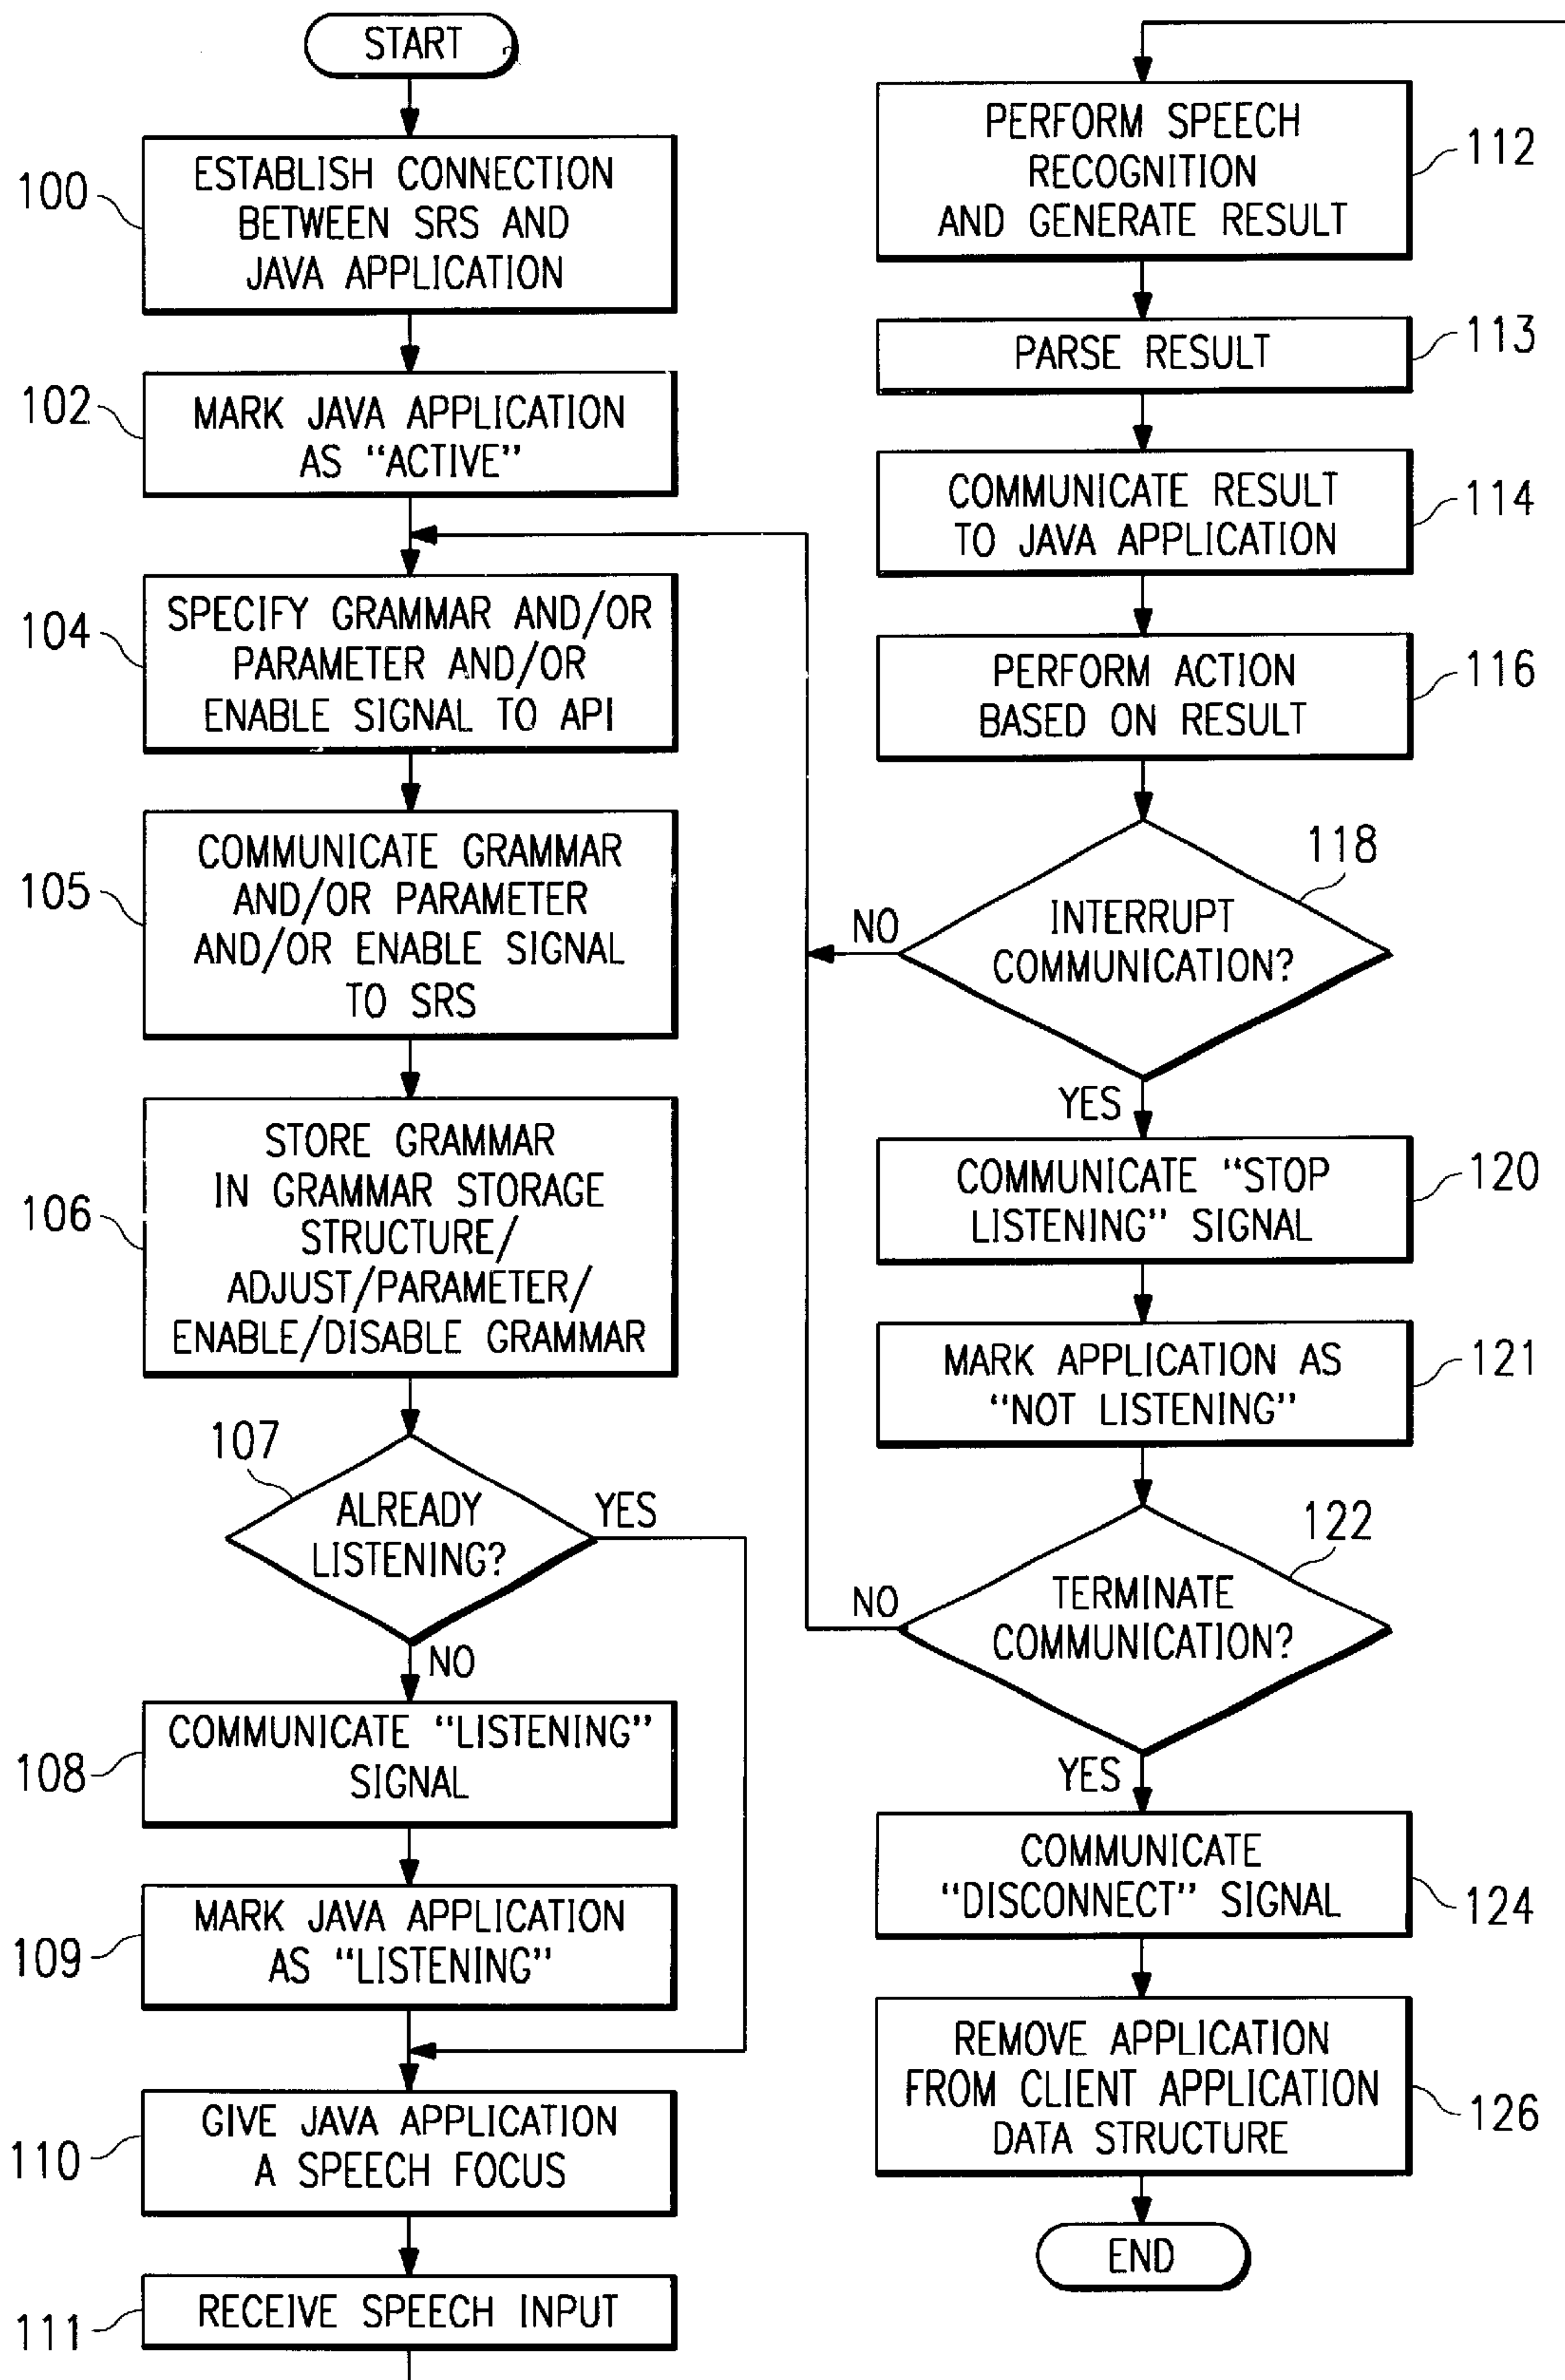 START
100
ESTABLISH CONNECTION
BETWEEN SRS AND
JAVA APPLICATION
102
MARK JAVA APPLICATION
AS "ACTIVE"
104
SPECIFY GRAMMAR AND/OR
PARAMETER AND/OR
ENABLE SIGNAL TO API
105
COMMUNICATE GRAMMAR
AND/OR PARAMETER
AND/OR ENABLE SIGNAL
TO SRS
106
STORE GRAMMAR
IN GRAMMAR STORAGE
STRUCTURE/
ADJUST/PARAMETER/
ENABLE/DISABLE GRAMMAR
107
ALREADY
LISTENING?
YES
NO
108
COMMUNICATE "LISTENING"
SIGNAL
109
MARK JAVA APPLICATION
AS "LISTENING"
110
GIVE JAVA APPLICATION
A SPEECH FOCUS
111
RECEIVE SPEECH INPUT
PERFORM SPEECH
RECOGNITION
AND GENERATE RESULT
112
PARSE RESULT
113
COMMUNICATE RESULT
TO JAVA APPLICATION
114
PERFORM ACTION
BASED ON RESULT
116
118
INTERRUPT
COMMUNICATION?
NO
YES
COMMUNICATE "STOP
LISTENING" SIGNAL
120
MARK APPLICATION AS
"NOT LISTENING"
121
122
TERMINATE
COMMUNICATION?
NO
YES
COMMUNICATE
"DISCONNECT" SIGNAL
124
REMOVE APPLICATION
FROM CLIENT APPLICATION
DATA STRUCTURE
126
END